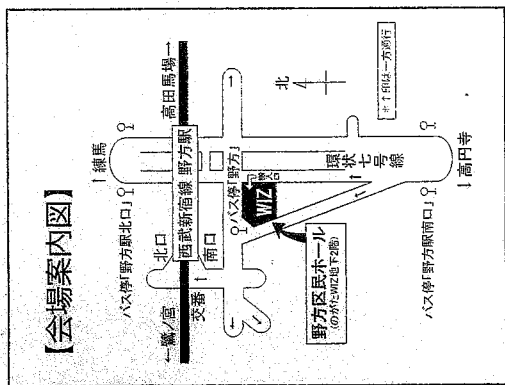 【会場案内図】
←鷺ノ宮
高田馬場→
交番
北口
南口
西武新宿線 野方駅
↑練馬
バス停「野方駅北口」
バス停「野方」
WIZ
入口
環状七号線
北
※↑印は一方通行
野方区民ホール
(のがたWIZ地下2階)
バス停「野方駅南口」
↓高円寺